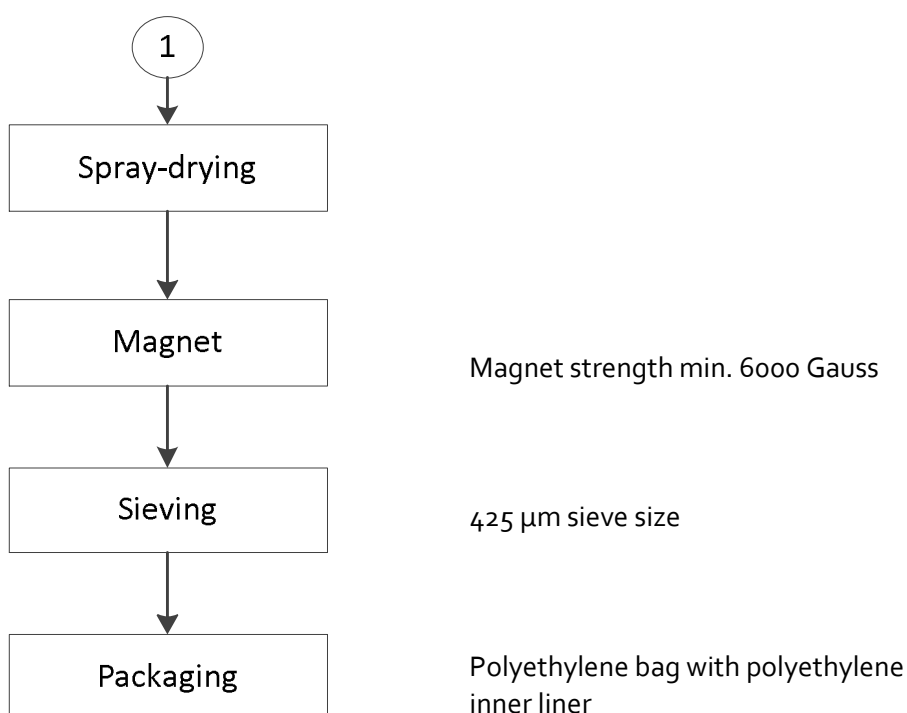 1
Spray-drying
Magnet
Magnet strength min. 6000 Gauss
Sieving
425 µm sieve size
Packaging
Polyethylene bag with polyethylene
inner liner